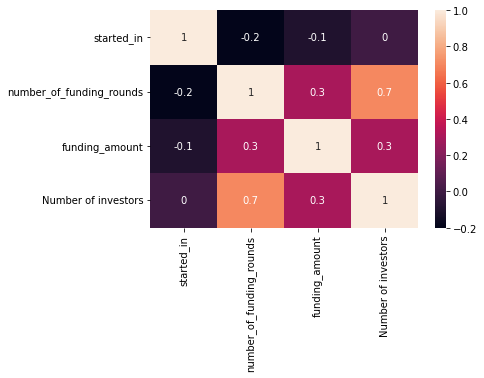 started_in 1 -0.2 -0.1 0
number_of_funding_rounds -0.2 1 0.3 0.7
funding_amount -0.1 0.3 1 0.3
Number of investors 0 0.7 0.3 1
started_in
number_of_funding_rounds
funding_amount
Number of investors
1.0
0.8
0.6
0.4
0.2
0.0
−0.2